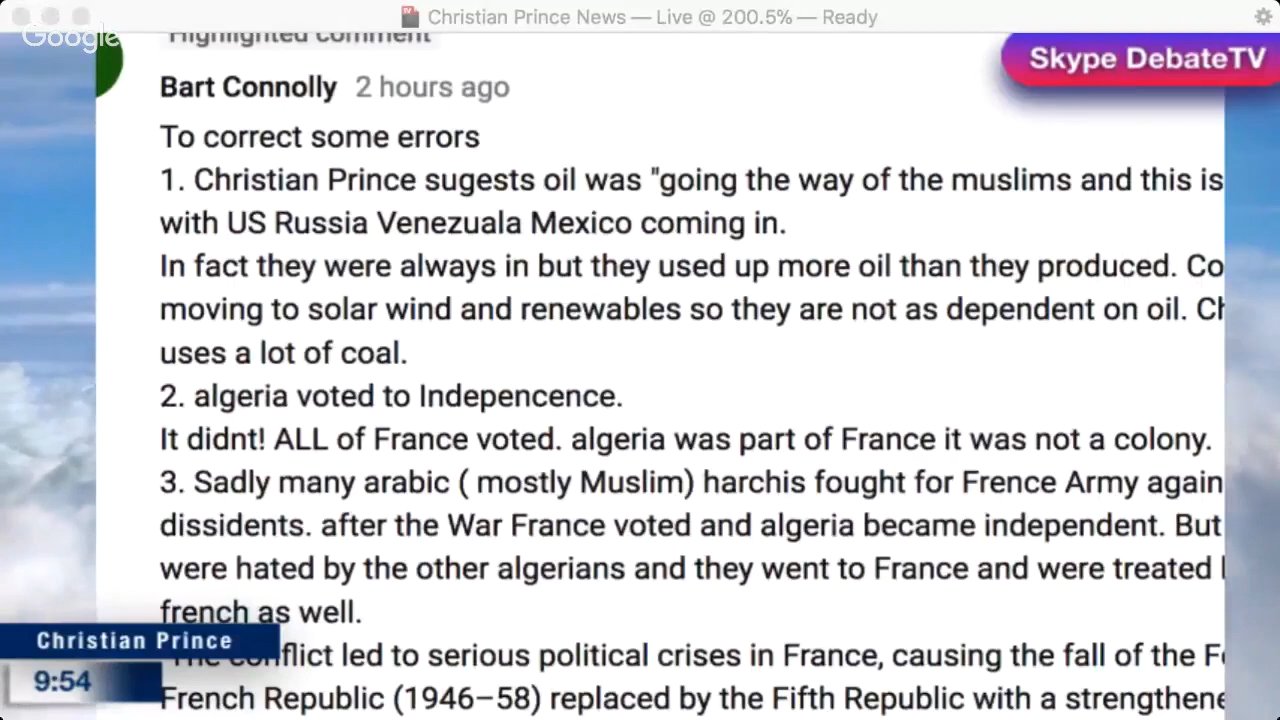 Christian Prince News — Live @ 200.5% — Ready
Google
Highlighted comment
Skype DebateTV
Bart Connolly 2 hours ago
To correct some errors
1. Christian Prince sugests oil was "going the way of the muslims and this is
with US Russia Venezuala Mexico coming in.
In fact they were always in but they used up more oil than they produced. Co
moving to solar wind and renewables so they are not as dependent on oil. Ch
uses a lot of coal.
2. algeria voted to Indepencence.
It didnt! ALL of France voted. algeria was part of France it was not a colony.
3. Sadly many arabic ( mostly Muslim) harchis fought for Frence Army again
dissidents. after the War France voted and algeria became independent. But
were hated by the other algerians and they went to France and were treated
french as well.
Christian Prince
conflict led to serious political crises in France, causing the fall of the
9:54
French Republic (1946–58) replaced by the Fifth Republic with a strengthene